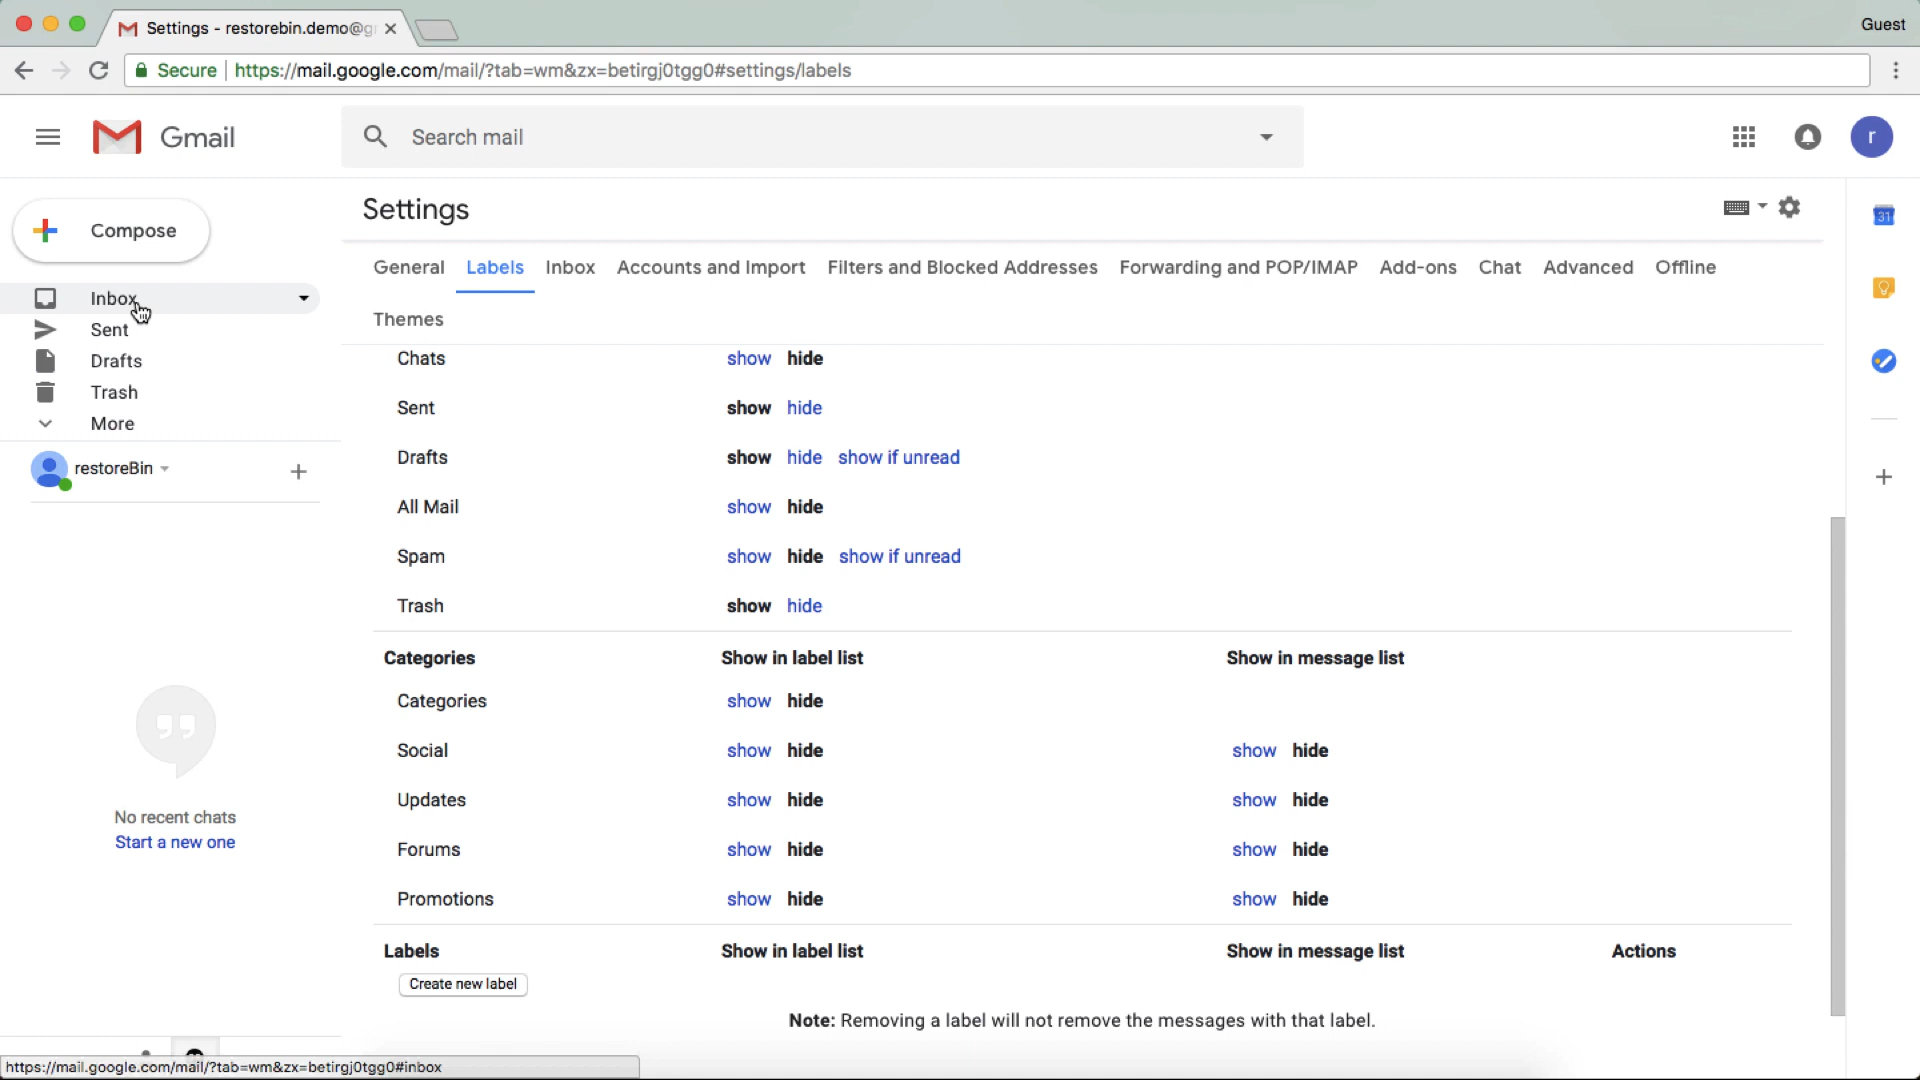 Settings - restorebin.demo@g
Guest
Secure https://mail.google.com/mail/?tab=wm&zx=betirgj0tgg0#settings/labels
Gmail
Search mail
r
Compose
Inbox
Sent
Drafts
Trash
More
restoreBin
No recent chats
Start a new one
Settings
General Labels Inbox Accounts and Import Filters and Blocked Addresses Forwarding and POP/IMAP Add-ons Chat Advanced Offline
Themes
Chats show hide
Sent show hide
Drafts show hide show if unread
All Mail show hide
Spam show hide show if unread
Trash show hide
Categories Show in label list Show in message list
Categories show hide
Social show hide show hide
Updates show hide show hide
Forums show hide show hide
Promotions show hide show hide
Labels Show in label list Show in message list Actions
Create new label
Note: Removing a label will not remove the messages with that label.
31
https://mail.google.com/mail/?tab=wm&zx=betirgj0tgg0#inbox